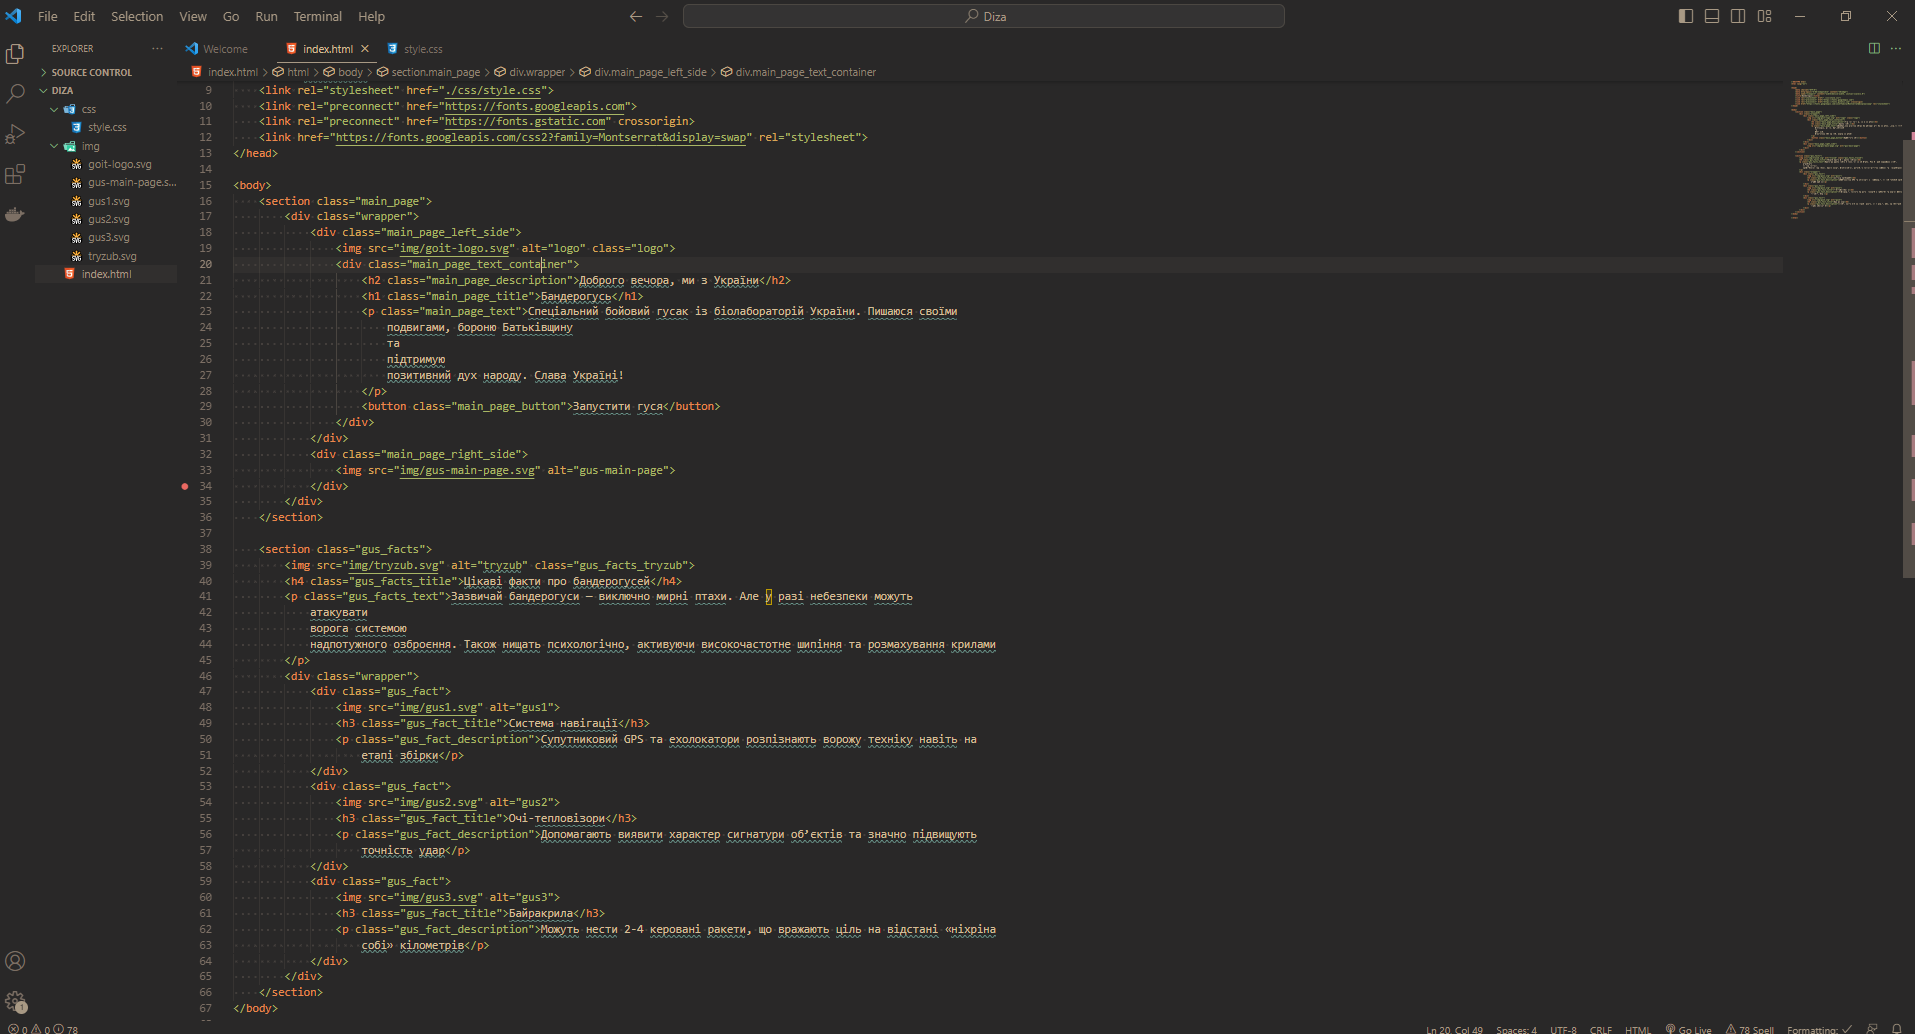 File Edit Selection View Go Run Terminal Help
Diza
EXPLORER
SOURCE CONTROL
DIZA
css
style.css
img
goit-logo.svg
gus-main-page.s...
gus1.svg
gus2.svg
gus3.svg
tryzub.svg
index.html
Welcome index.html style.css
index.html > html > body > section.main_page > div.wrapper > div.main_page_left_side > div.main_page_text_container
9 <link rel="stylesheet" href="./css/style.css">
10 <link rel="preconnect" href="https://fonts.googleapis.com">
11 <link rel="preconnect" href="https://fonts.gstatic.com" crossorigin>
12 <link href="https://fonts.googleapis.com/css2?family=Montserrat&display=swap" rel="stylesheet">
13 </head>
14
15 <body>
16 <section class="main_page">
17 <div class="wrapper">
18 <div class="main_page_left_side">
19 <img src="img/goit-logo.svg" alt="logo" class="logo">
20 <div class="main_page_text_container">
21 <h2 class="main_page_description">Доброго вечора, ми з України</h2>
22 <h1 class="main_page_title">Бандерогусь</h1>
23 <p class="main_page_text">Спеціальний бойовий гусак із біолабораторій України. Пишаюся своїми
24 подвигами, бороню Батьківщину
25 та
26 підтримую
27 позитивний дух народу. Слава Україні!
28 </p>
29 <button class="main_page_button">Запустити гуся</button>
30 </div>
31 </div>
32 <div class="main_page_right_side">
33 <img src="img/gus-main-page.svg" alt="gus-main-page">
34 </div>
35 </div>
36 </section>
37
38 <section class="gus_facts">
39 <img src="img/tryzub.svg" alt="tryzub" class="gus_facts_tryzub">
40 <h4 class="gus_facts_title">Цікаві факти про бандерогусей</h4>
41 <p class="gus_facts_text">Зазвичай бандерогуси — виключно мирні птахи. Але у разі небезпеки можуть
42 атакувати
43 ворога системою
44 надпотужного озброєння. Також нищать психологічно, активуючи високочастотне шипіння та розмахування крилами
45 </p>
46 <div class="wrapper">
47 <div class="gus_fact">
48 <img src="img/gus1.svg" alt="gus1">
49 <h3 class="gus_fact_title">Система навігації</h3>
50 <p class="gus_fact_description">Супутниковий GPS та ехолокатори розпізнають ворожу техніку навіть на
51 етапі збірки</p>
52 </div>
53 <div class="gus_fact">
54 <img src="img/gus2.svg" alt="gus2">
55 <h3 class="gus_fact_title">Очі-тепловізори</h3>
56 <p class="gus_fact_description">Допомагають виявити характер сигнатури об’єктів та значно підвищують
57 точність удар</p>
58 </div>
59 <div class="gus_fact">
60 <img src="img/gus3.svg" alt="gus3">
61 <h3 class="gus_fact_title">Байракрила</h3>
62 <p class="gus_fact_description">Можуть нести 2-4 керовані ракети, що вражають ціль на відстані «ніхріна
63 собі» кілометрів</p>
64 </div>
65 </div>
66 </section>
67 </body>
1
0 0 78 Ln 20, Col 49 Spaces: 4 UTF-8 CRLF HTML Go Live 78 Spell Formatting: